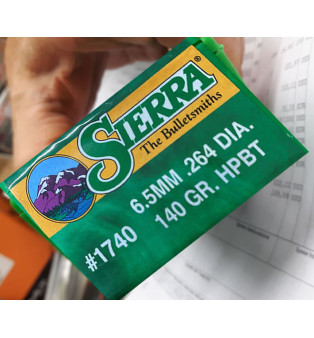 SIERRA®
The Bulletsmiths
#1740 6.5MM .264 DIA.
140 GR. HPBT